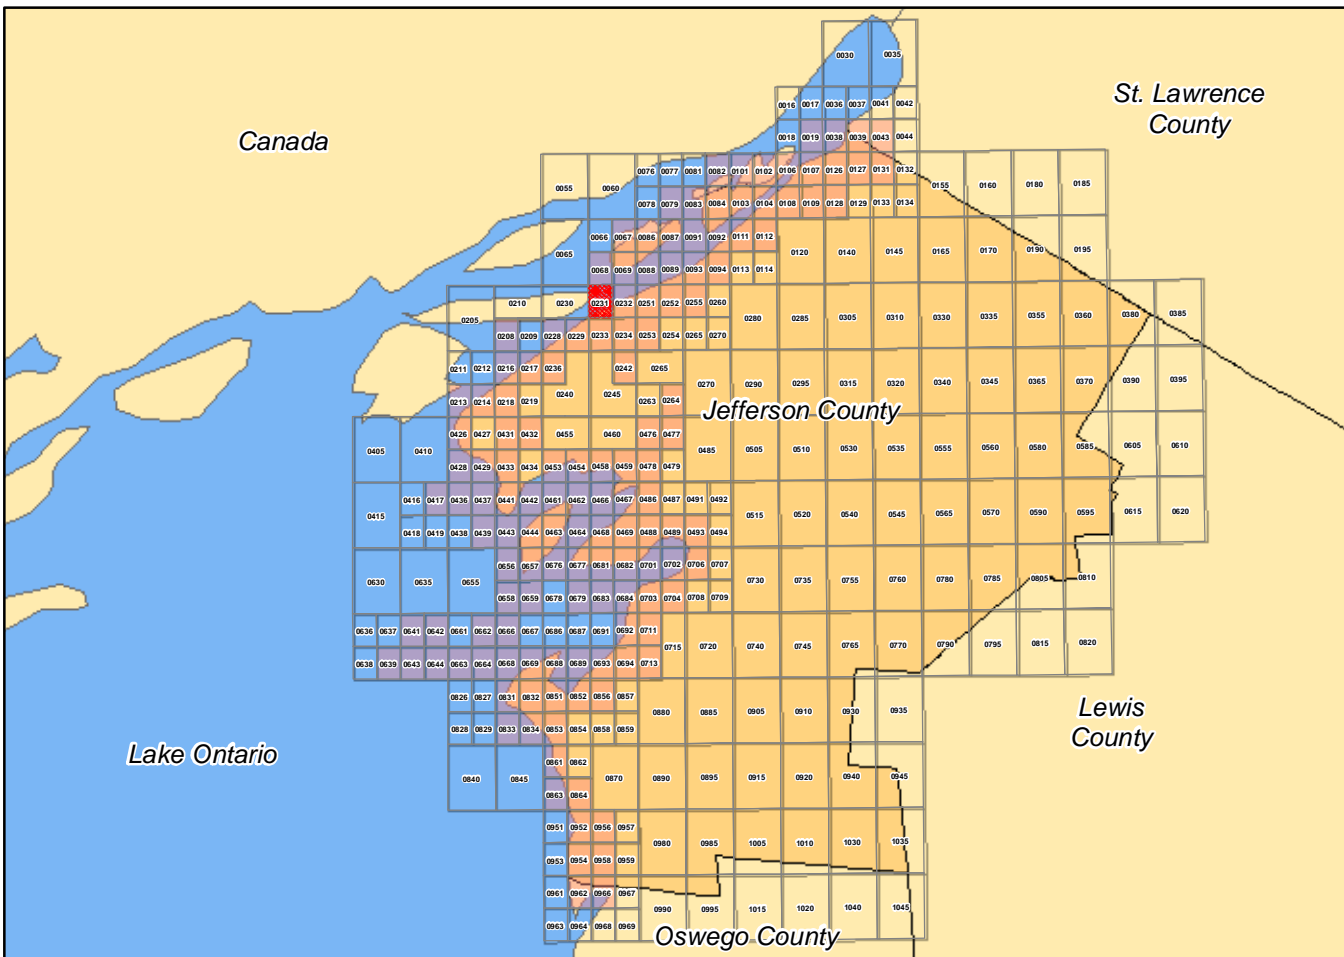 0030 0035
St. Lawrence
County
0016 0017 0036 0037 0041 0042
Canada
0018 0019 0038 0039 0043 0044
0076 0077 0081 0082 0101 0102 0106 0107 0126 0127 0131 0132
0055 0060 0155 0160 0180 0185
0078 0079 0083 0084 0103 0104 0108 0109 0128 0129 0133 0134
0066 0067 0086 0087 0091 0092 0111 0112
0065 0120 0140 0145 0165 0170 0190 0195
0068 0069 0088 0089 0093 0094 0113 0114
0210 0230 0231 0232 0251 0252 0255 0260
0205 0280 0285 0305 0310 0330 0335 0355 0360 0380 0385
0208 0209 0228 0229 0233 0234 0253 0254 0265 0270
0211 0212 0216 0217 0236 0242 0265
0270 0290 0295 0315 0320 0340 0345 0365 0370 0390 0395
0240 0245
0213 0214 0218 0219 0263 0264
Jefferson County
0426 0427 0431 0432 0455 0460 0476 0477
0405 0410 0485 0505 0510 0530 0535 0555 0560 0580 0585 0605 0610
0428 0429 0433 0434 0453 0454 0458 0459 0478 0479
0416 0417 0436 0437 0441 0442 0461 0462 0466 0467 0486 0487 0491 0492
0415 0515 0520 0540 0545 0565 0570 0590 0595 0615 0620
0418 0419 0438 0439 0443 0444 0463 0464 0468 0469 0488 0489 0493 0494
0656 0657 0676 0677 0681 0682 0701 0702 0706 0707
0630 0635 0655 0730 0735 0755 0760 0780 0785 0805 0810
0658 0659 0678 0679 0683 0684 0703 0704 0708 0709
0636 0637 0641 0642 0661 0662 0666 0667 0686 0687 0691 0692 0711
0715 0720 0740 0745 0765 0770 0790 0795 0815 0820
0638 0639 0643 0644 0663 0664 0668 0669 0688 0689 0693 0694 0713
0826 0827 0831 0832 0851 0852 0856 0857
0880 0885 0905 0910 0930 0935
Lewis
County
0828 0829 0833 0834 0853 0854 0858 0859
Lake Ontario
0861 0862
0840 0845 0870 0890 0895 0915 0920 0940 0945
0863 0864
0951 0952 0956 0957
0980 0985 1005 1010 1030 1035
0953 0954 0958 0959
0961 0962 0966 0967
0990 0995 1015 1020 1040 1045
0963 0964 0968 0969
Oswego County